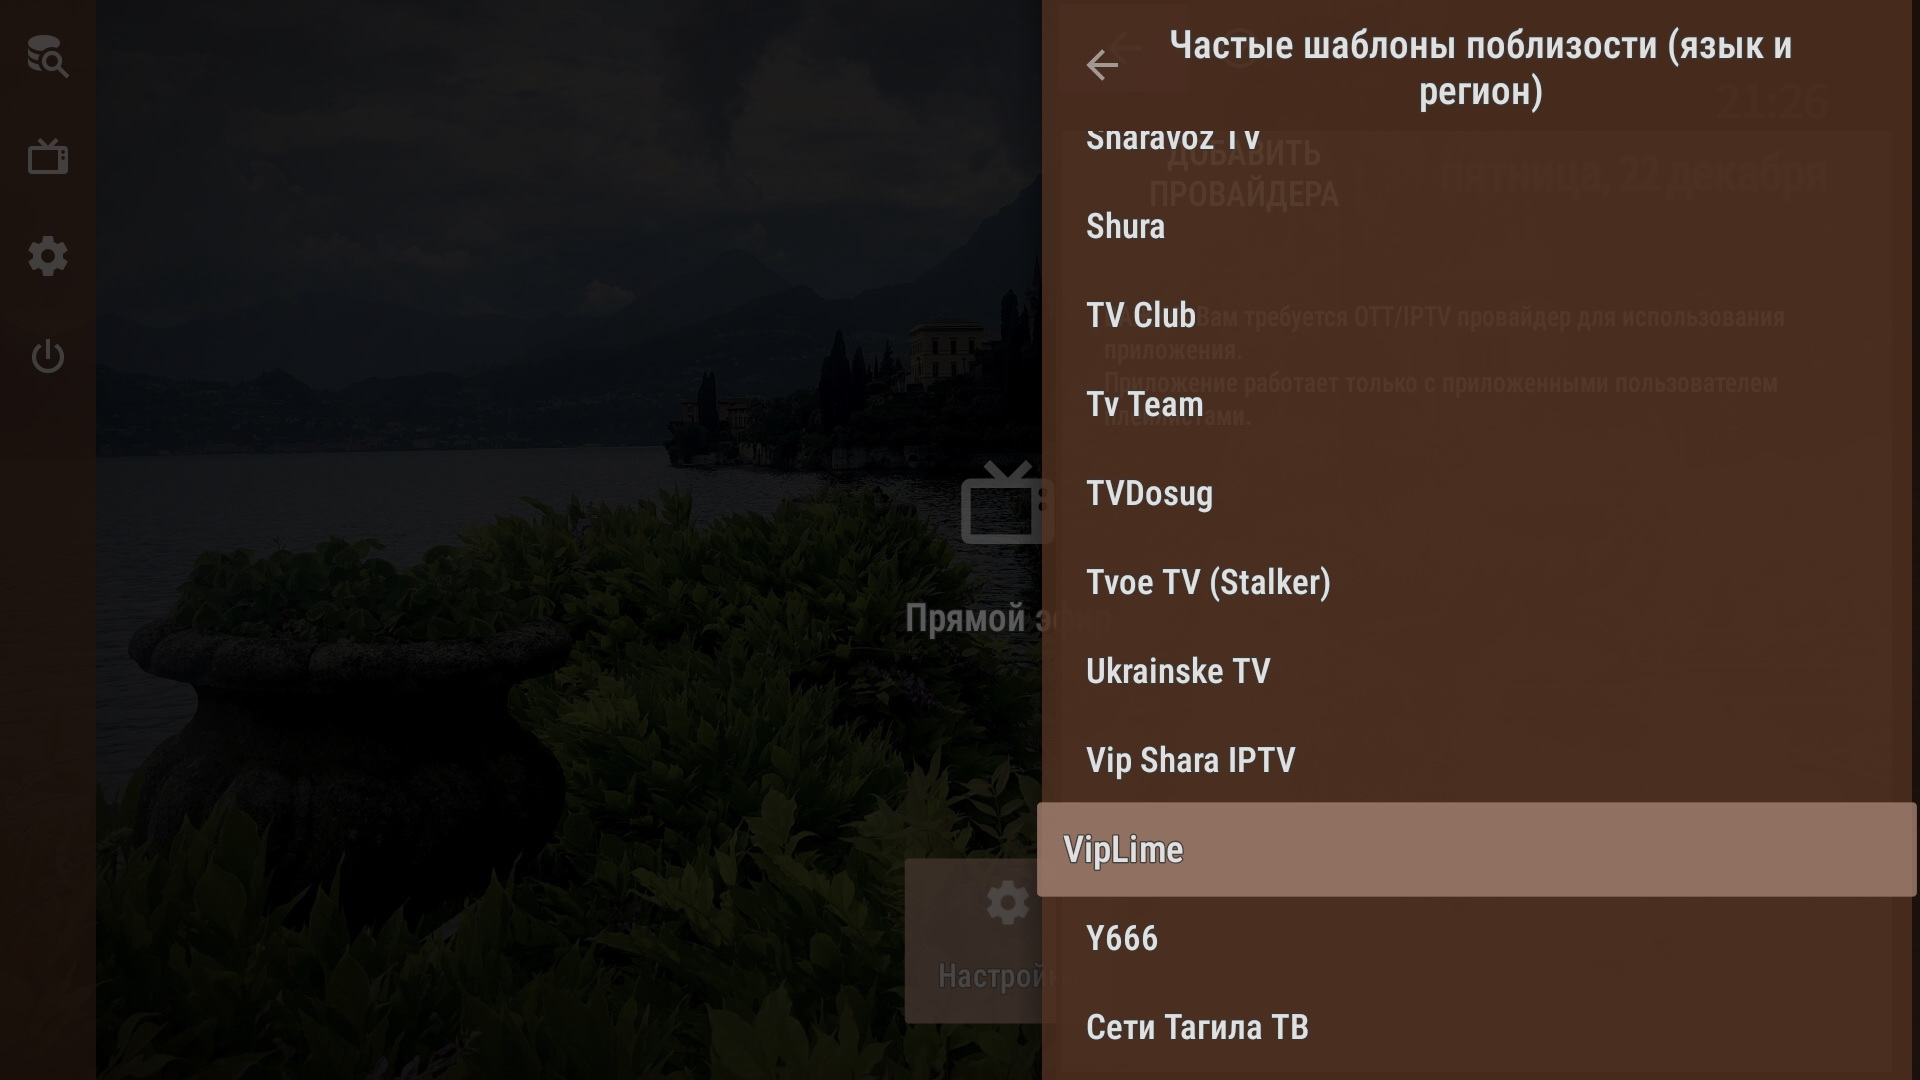 Частые шаблоны поблизости (язык и
регион)
21:26
пятница, 22 декабря
Sharavoz TV
ДОБАВИТЬ
ПРОВАЙДЕРА
Shura
TV Club
Вам требуется ОТТ/IPTV провайдер для использования
приложения.
Приложение работает только с приложенными пользователем
плейлистами.
Tv Team
TVDosug
Tvoe TV (Stalker)
Прямой эфир
Ukrainske TV
Vip Shara IPTV
VipLime
Y666
Настройки
Сети Тагила ТВ